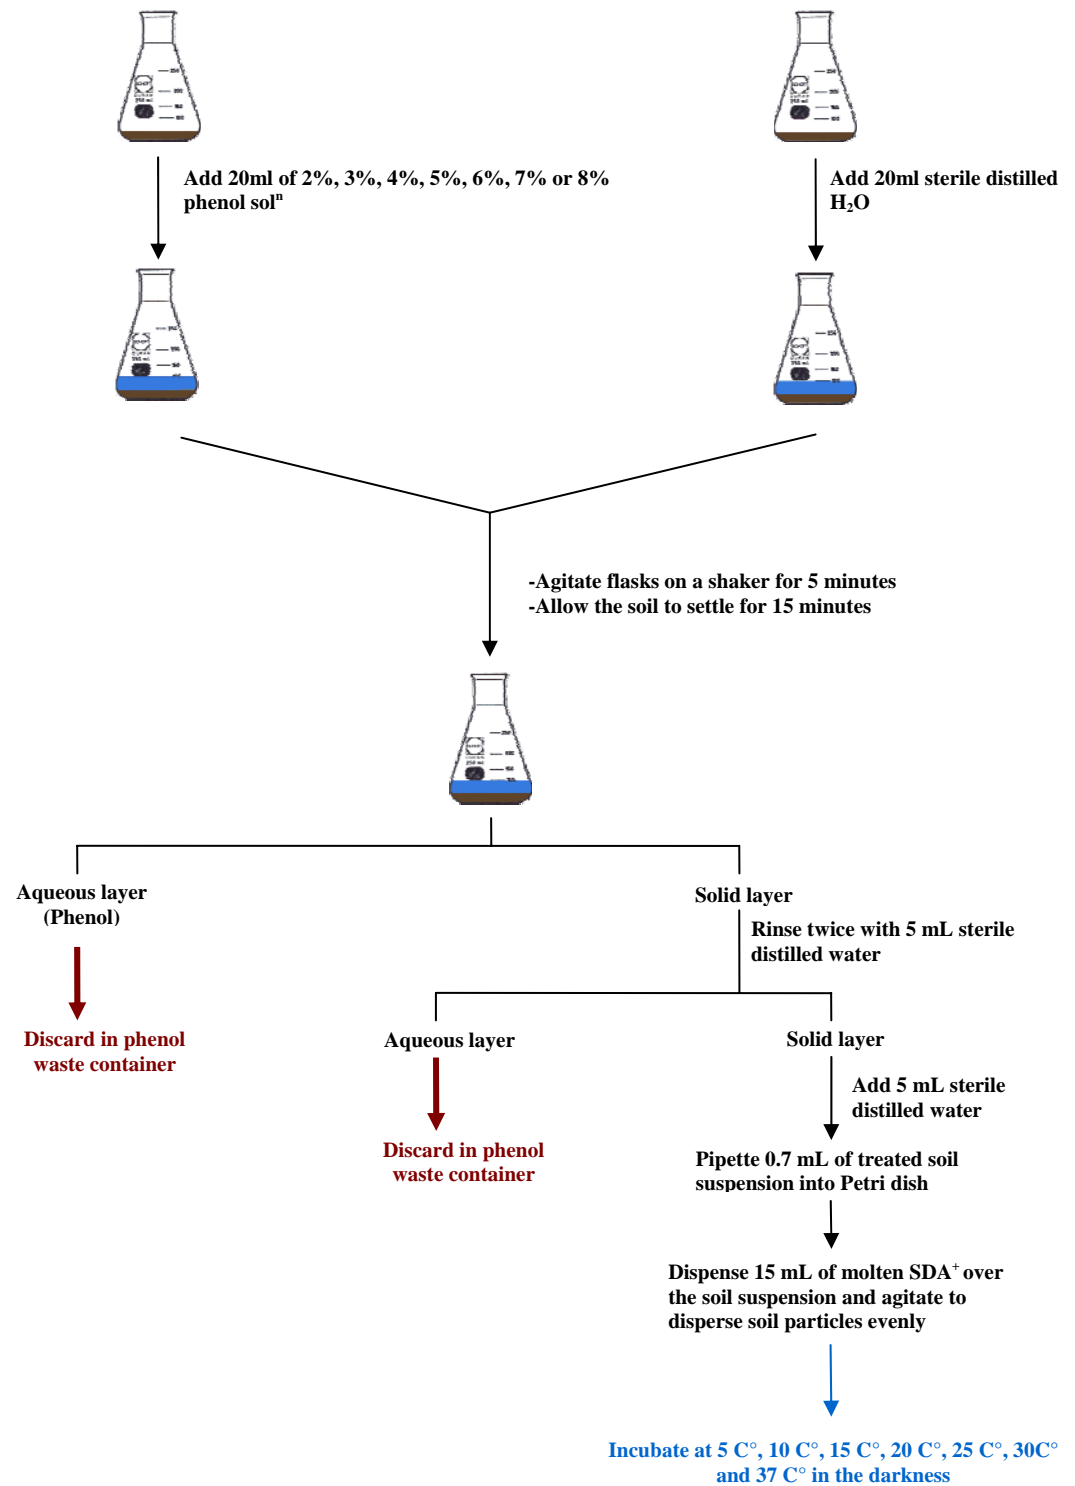 Add 20ml of 2%, 3%, 4%, 5%, 6%, 7% or 8%
phenol solⁿ
Add 20ml sterile distilled
H₂O
-Agitate flasks on a shaker for 5 minutes
-Allow the soil to settle for 15 minutes
Aqueous layer
(Phenol)
Solid layer
Rinse twice with 5 mL sterile
distilled water
Discard in phenol
waste container
Aqueous layer
Solid layer
Add 5 mL sterile
distilled water
Discard in phenol
waste container
Pipette 0.7 mL of treated soil
suspension into Petri dish
Dispense 15 mL of molten SDA⁺ over
the soil suspension and agitate to
disperse soil particles evenly
Incubate at 5 C°, 10 C°, 15 C°, 20 C°, 25 C°, 30C°
and 37 C° in the darkness